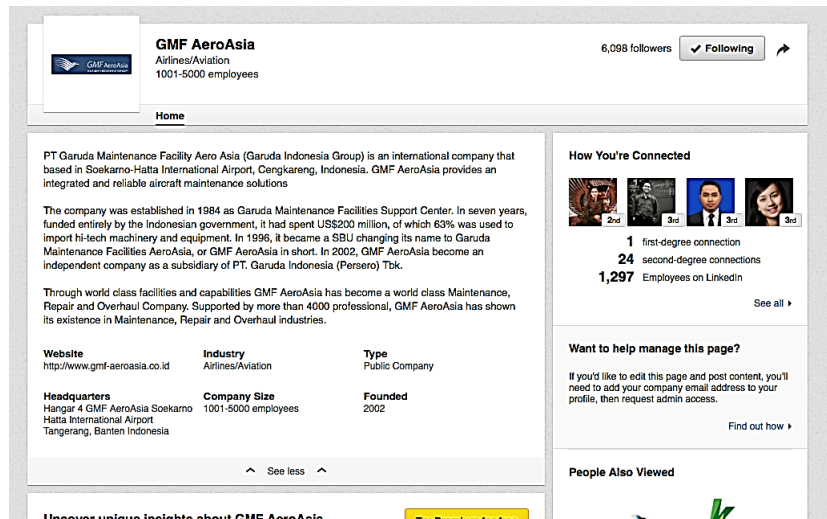 GMF AeroAsia
GMF AeroAsia
Airlines/Aviation
1001-5000 employees
6,098 followers
Following
Home
PT Garuda Maintenance Facility Aero Asia (Garuda Indonesia Group) is an international company that
based in Soekarno-Hatta International Airport, Cengkareng, Indonesia. GMF AeroAsia provides an
integrated and reliable aircraft maintenance solutions
The company was established in 1984 as Garuda Maintenance Facilities Support Center. In seven years,
funded entirely by the Indonesian government, it had spent US$200 million, of which 63% was used to
import hi-tech machinery and equipment. In 1996, it became a SBU changing its name to Garuda
Maintenance Facilities AeroAsia, or GMF AeroAsia in short. In 2002, GMF AeroAsia become an
independent company as a subsidiary of PT. Garuda Indonesia (Persero) Tbk.
Through world class facilities and capabilities GMF AeroAsia has become a world class Maintenance,
Repair and Overhaul Company. Supported by more than 4000 professional, GMF AeroAsia has shown
its existence in Maintenance, Repair and Overhaul industries.
Website
http://www.gmf-aeroasia.co.id
Industry
Airlines/Aviation
Type
Public Company
Headquarters
Hangar 4 GMF AeroAsia Soekarno
Hatta International Airport
Tangerang, Banten Indonesia
Company Size
1001-5000 employees
Founded
2002
See less
Uncover unique insights about GMF AeroAsia
Try Premium for free
How You're Connected
2nd
3rd
3rd
3rd
1 first-degree connection
24 second-degree connections
1,297 Employees on LinkedIn
See all
Want to help manage this page?
If you'd like to edit this page and post content, you'll
need to add your company email address to your
profile, then request admin access.
Find out how
People Also Viewed